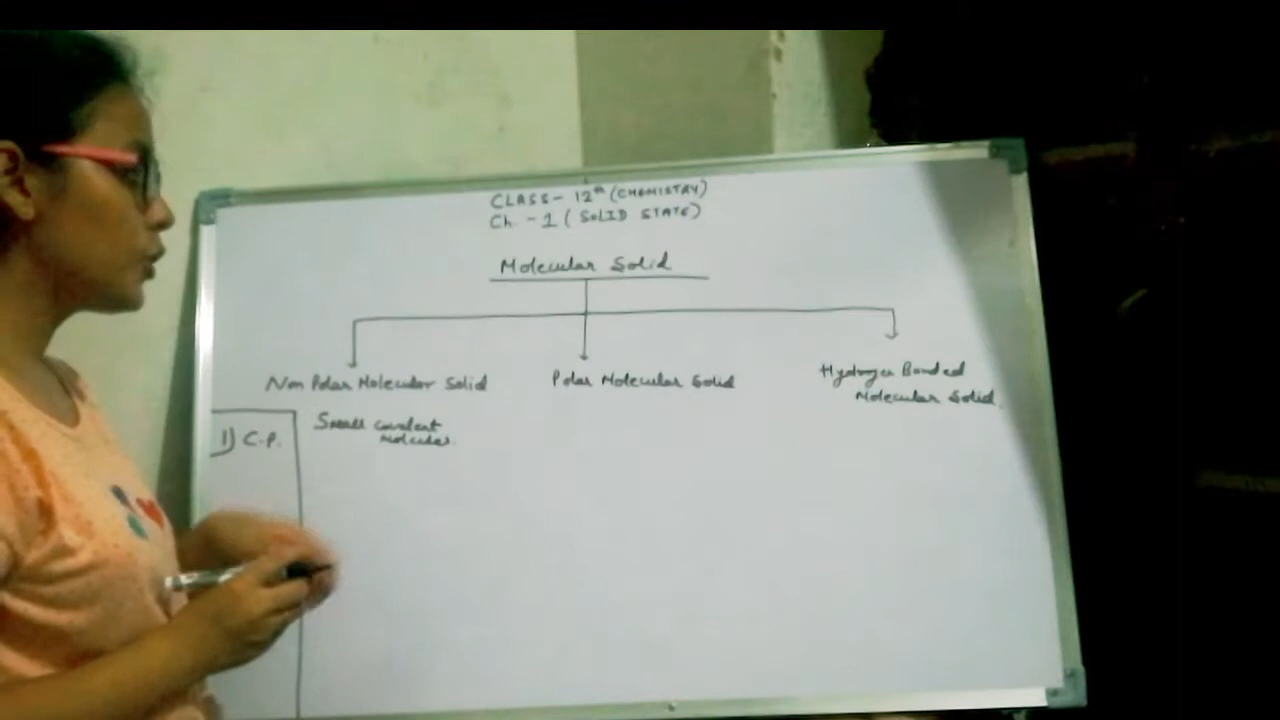 CLASS - 12th (CHEMISTRY)
Ch. - 1 ( SOLID STATE)
Molecular Solid
Non Polar Molecular Solid
Polar Molecular Solid
Hydrogen Bonded
Molecular Solid.
1) C.P.
Small covalent
Molecular.